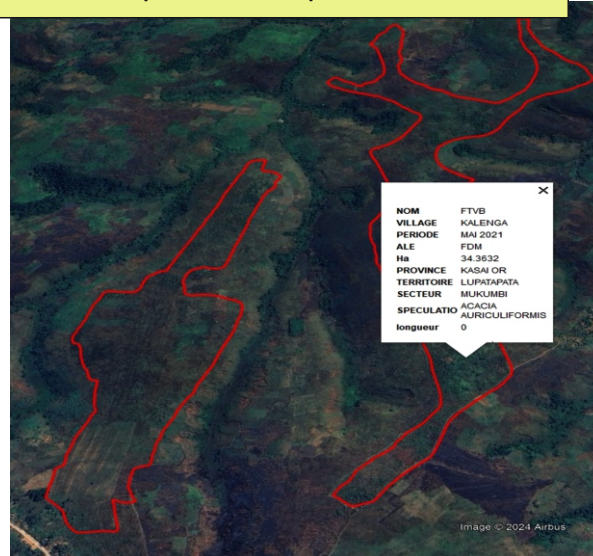 NOM FTVB
VILLAGE KALENGA
PERIODE MAI 2021
ALE FDM
Ha 34.3632
PROVINCE KASAI OR
TERRITOIRE LUPATAPATA
SECTEUR MUKUMBI
SPECULATIO ACACIA
AURICULIFORMIS
longueur 0
Image © 2024 Airbus